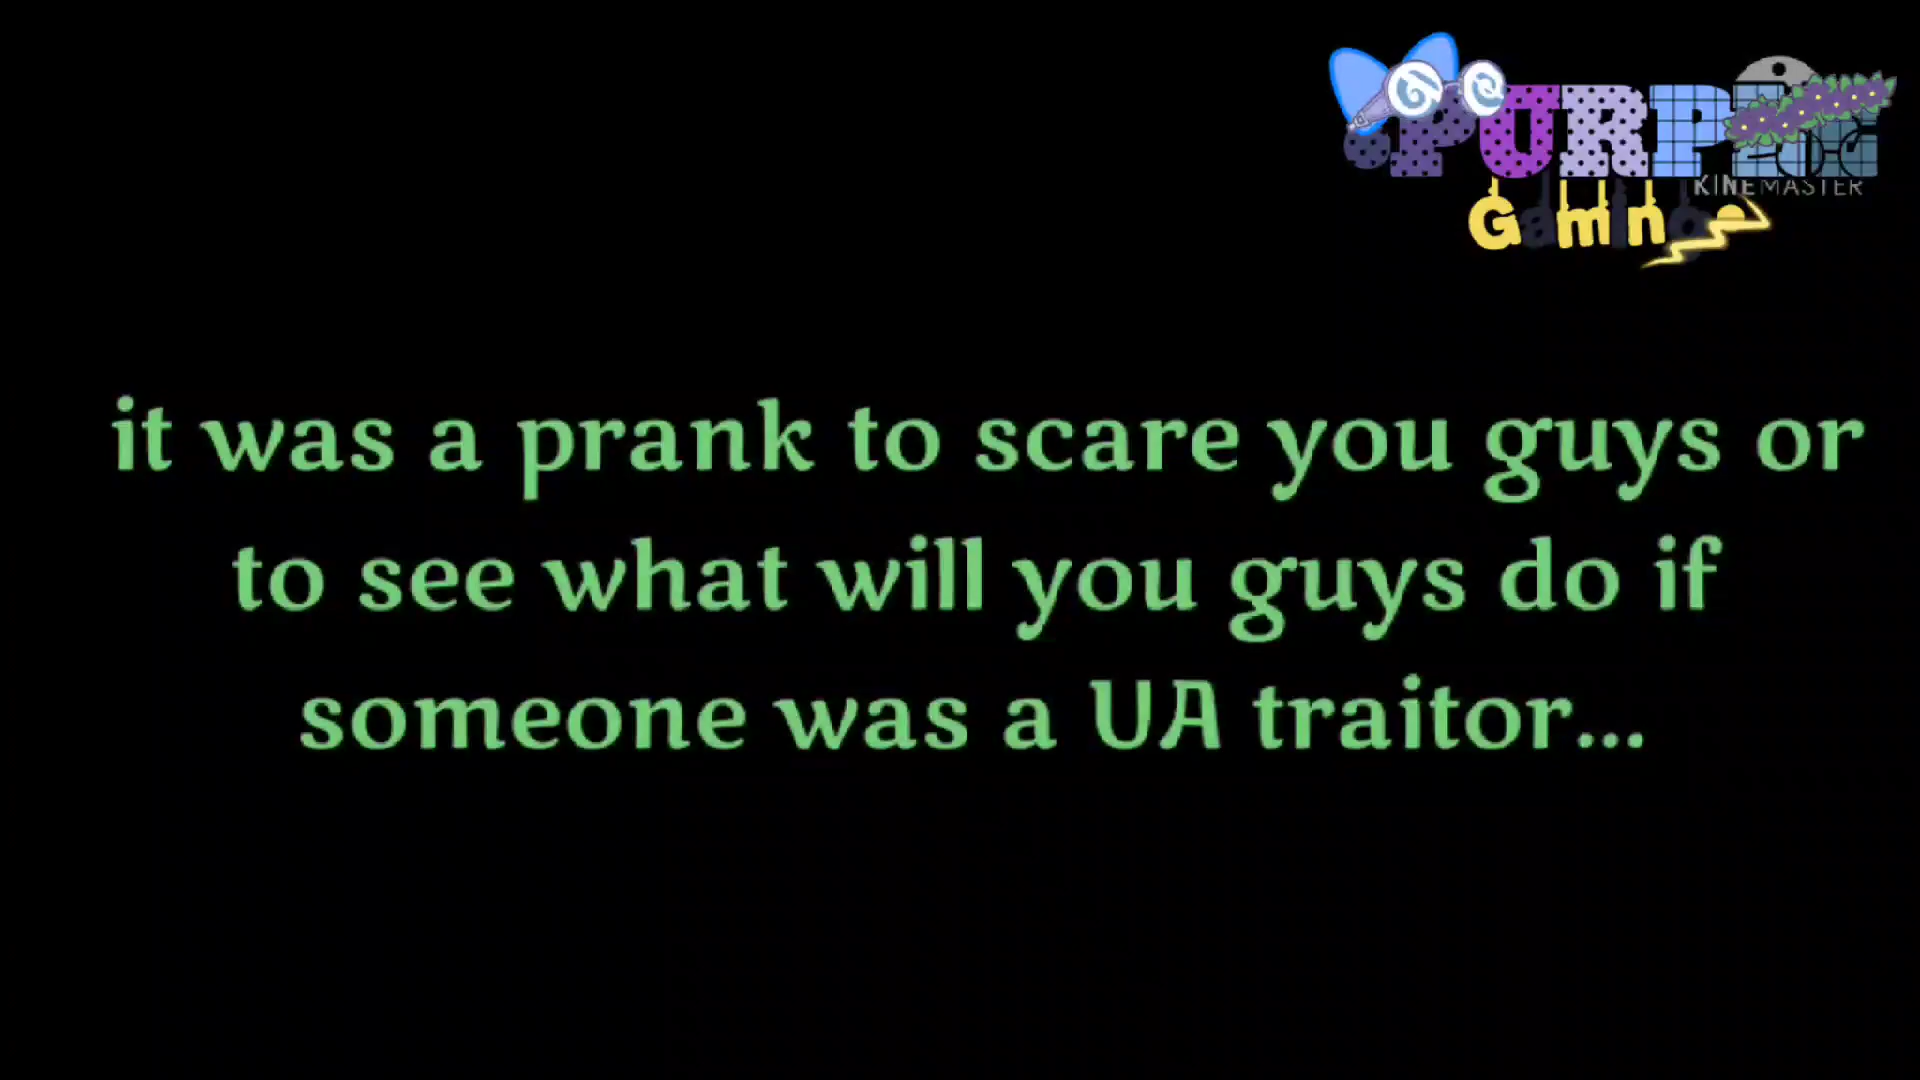 KINEMASTER
Gaming
it was a prank to scare you guys or
to see what will you guys do if
someone was a UA traitor...